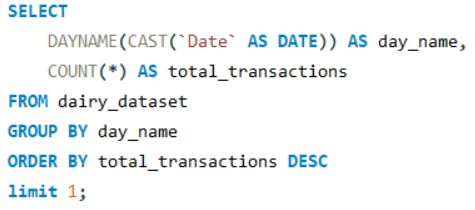 SELECT
    DAYNAME(CAST(`Date` AS DATE)) AS day_name,
    COUNT(*) AS total_transactions
FROM dairy_dataset
GROUP BY day_name
ORDER BY total_transactions DESC
limit 1;